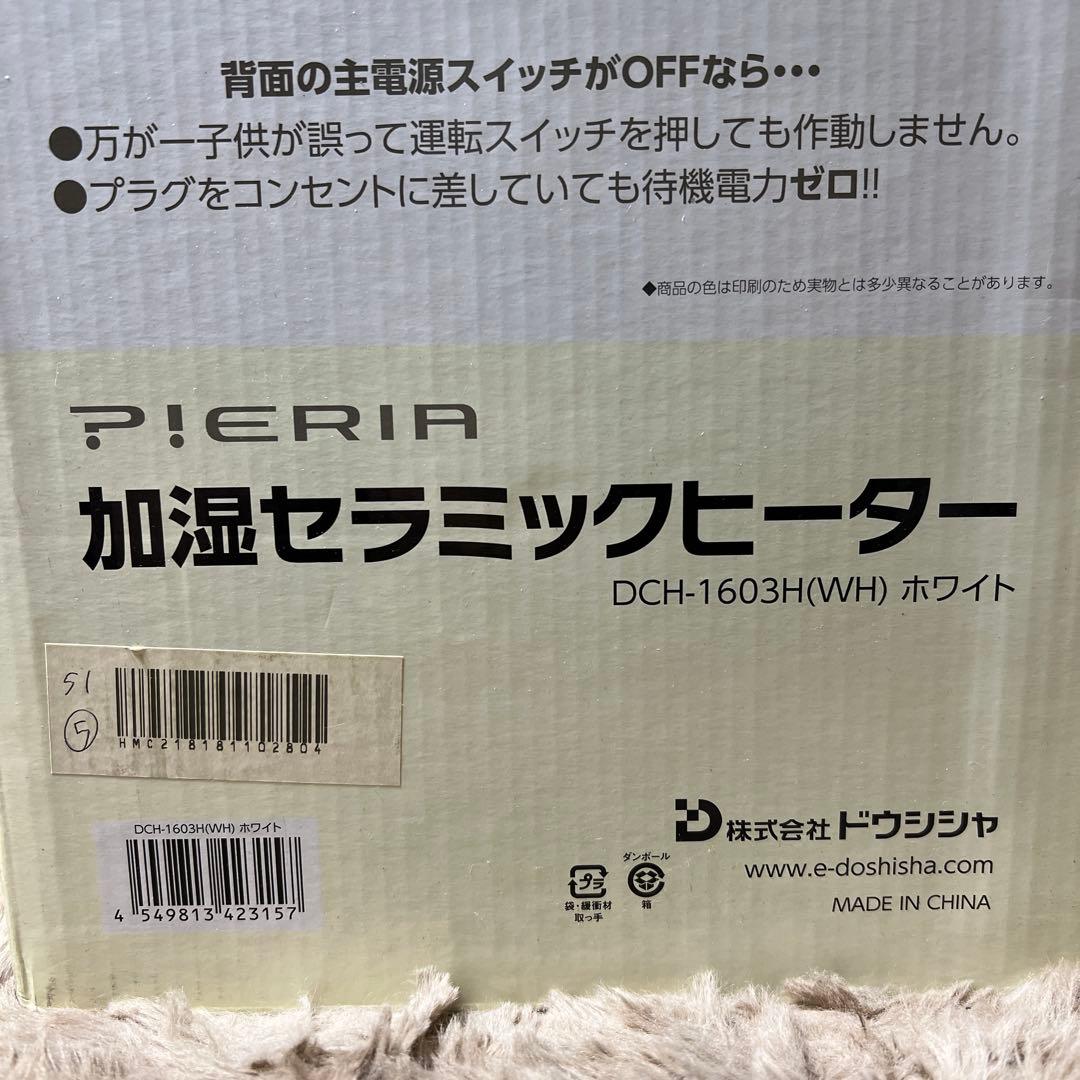 背面の主電源スイッチがOFFなら・・・
●万が一子供が誤って運転スイッチを押しても作動しません。
●プラグをコンセントに差していても待機電力ゼロ!!
◆商品の色は印刷のため実物とは多少異なることがあります。
P!ERIA
加湿セラミックヒーター
DCH-1603H(WH) ホワイト
51
⑤
HMC218181102804
DCH-1603H(WH) ホワイト
4 549813 423157
株式会社 ドウシシャ
www.e-doshisha.com
MADE IN CHINA
プラ
袋・緩衝材
取っ手
ダンボール
箱